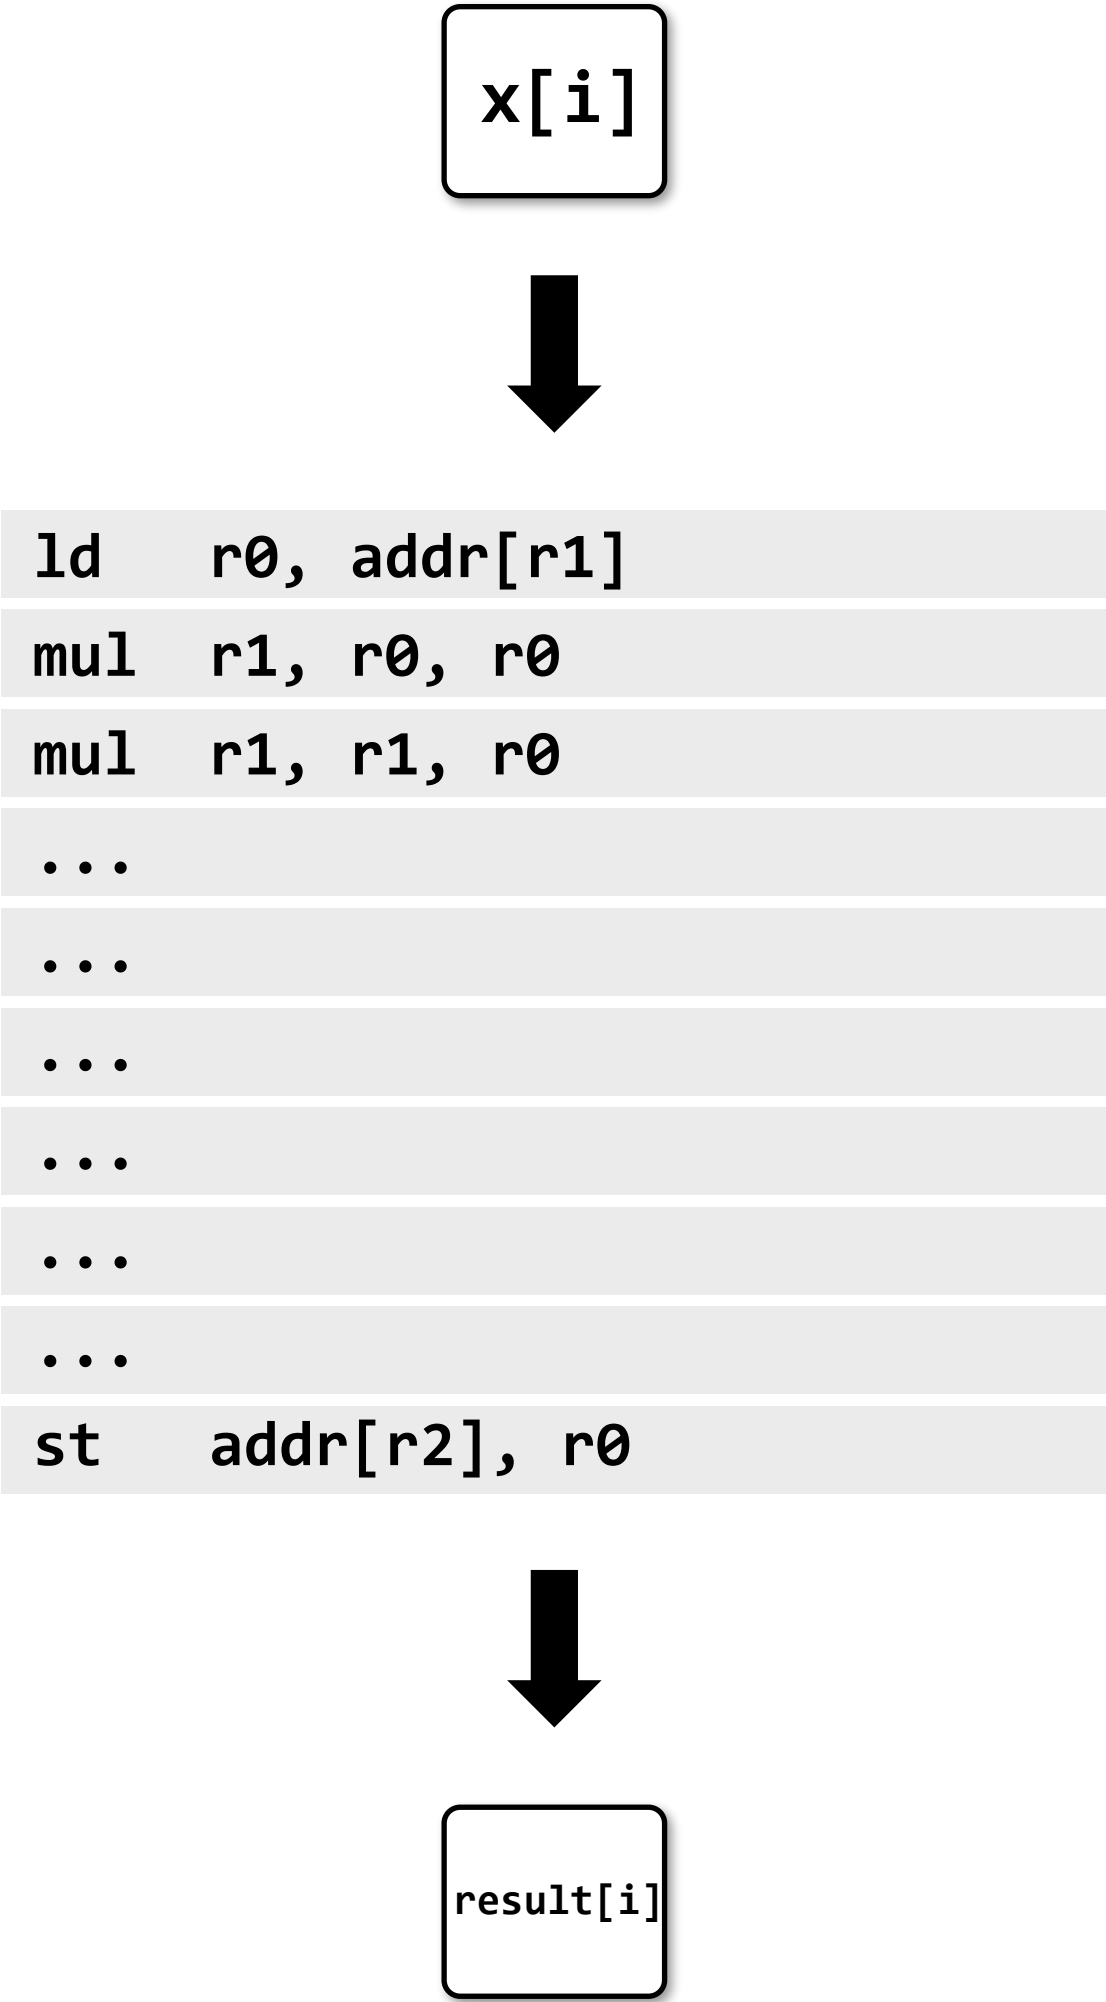 x[i]
ld r0, addr[r1]
mul r1, r0, r0
mul r1, r1, r0
...
...
...
...
...
...
st addr[r2], r0
result[i]